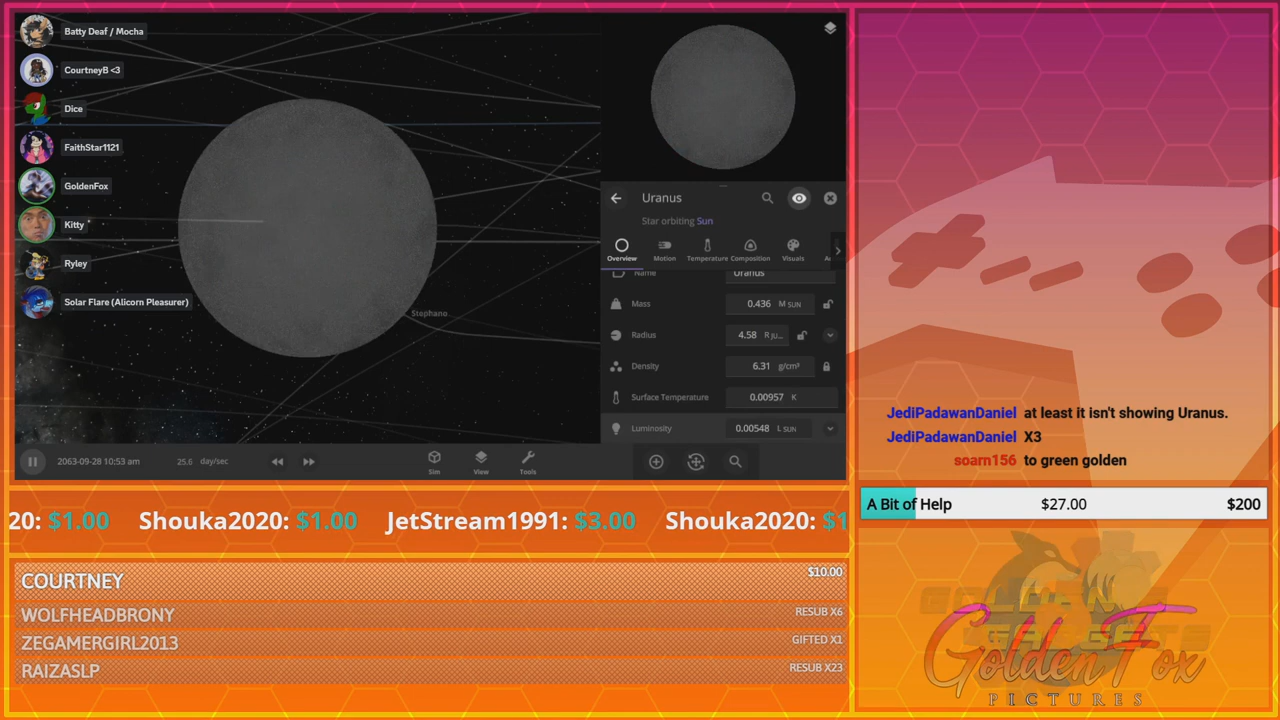 Batty Deaf / Mocha
CourtneyB <3
Dice
FaithStar1121
GoldenFox
Kitty
Ryley
Solar Flare (Alicorn Pleasurer)
Stephano
Uranus
Star orbiting Sun
Overview Motion Temperature Composition Visuals A
Name Uranus
Mass 0.436 M SUN
Radius 4.58 R ju...
Density 6.31 g/cm³
Surface Temperature 0.00957 K
Luminosity 0.00548 L SUN
2063-09-28 10:53 am 25.6 day/sec
Sim View Tools
JediPadawanDaniel at least it isn't showing Uranus.
JediPadawanDaniel X3
soarn156 to green golden
A Bit of Help $27.00 $200
20: $1.00 Shouka2020: $1.00 JetStream1991: $3.00 Shouka2020: $1
COURTNEY $10.00
WOLFHEADBRONY RESUB X6
ZEGAMERGIRL2013 GIFTED X1
RAIZASLP RESUB X23
GoldenFox
PICTURES